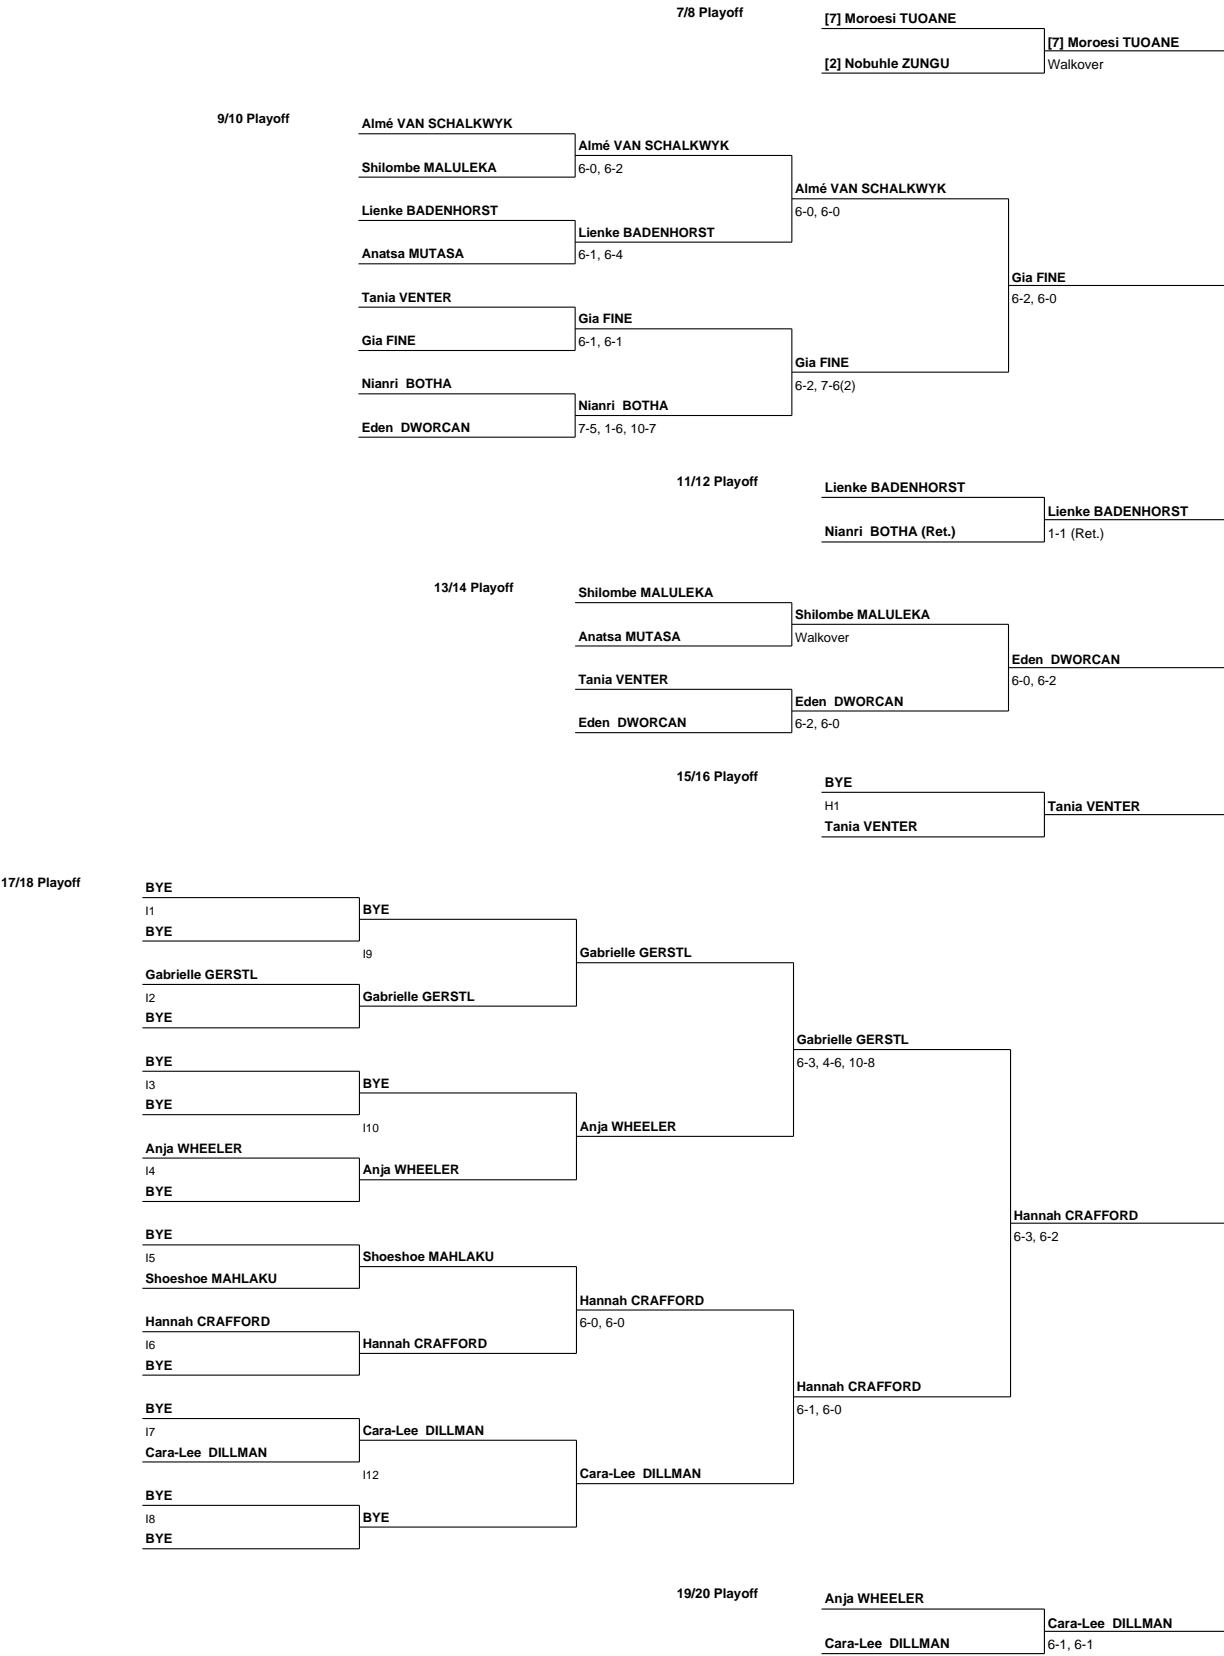 7/8 Playoff
[7] Moroesi TUOANE
[7] Moroesi TUOANE
[2] Nobuhle ZUNGU
Walkover
9/10 Playoff
Almé VAN SCHALKWYK
Almé VAN SCHALKWYK
Shilombe MALULEKA
6-0, 6-2
Almé VAN SCHALKWYK
Lienke BADENHORST
6-0, 6-0
Lienke BADENHORST
Anatsa MUTASA
6-1, 6-4
Gia FINE
Tania VENTER
6-2, 6-0
Gia FINE
Gia FINE
6-1, 6-1
Gia FINE
Nianri BOTHA
6-2, 7-6(2)
Nianri BOTHA
Eden DWORCAN
7-5, 1-6, 10-7
11/12 Playoff
Lienke BADENHORST
Lienke BADENHORST
Nianri BOTHA (Ret.)
1-1 (Ret.)
13/14 Playoff
Shilombe MALULEKA
Shilombe MALULEKA
Anatsa MUTASA
Walkover
Eden DWORCAN
Tania VENTER
6-0, 6-2
Eden DWORCAN
Eden DWORCAN
6-2, 6-0
15/16 Playoff
BYE
H1
Tania VENTER
Tania VENTER
17/18 Playoff
BYE
I1
BYE
BYE
I9
Gabrielle GERSTL
Gabrielle GERSTL
I2
Gabrielle GERSTL
BYE
Gabrielle GERSTL
BYE
6-3, 4-6, 10-8
I3
BYE
BYE
I10
Anja WHEELER
Anja WHEELER
I4
Anja WHEELER
BYE
Hannah CRAFFORD
BYE
6-3, 6-2
I5
Shoeshoe MAHLAKU
Shoeshoe MAHLAKU
Hannah CRAFFORD
Hannah CRAFFORD
6-0, 6-0
I6
Hannah CRAFFORD
BYE
Hannah CRAFFORD
BYE
6-1, 6-0
I7
Cara-Lee DILLMAN
Cara-Lee DILLMAN
I12
Cara-Lee DILLMAN
BYE
I8
BYE
BYE
19/20 Playoff
Anja WHEELER
Cara-Lee DILLMAN
Cara-Lee DILLMAN
6-1, 6-1